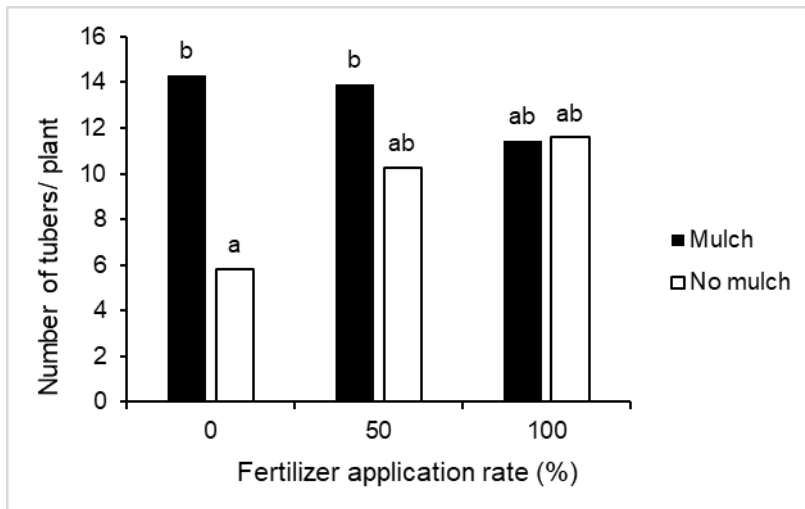 Number of tubers/ plant
16
14
12
10
8
6
4
2
0
b
a
b
ab
ab
ab
0
50
100
Fertilizer application rate (%)
Mulch
No mulch